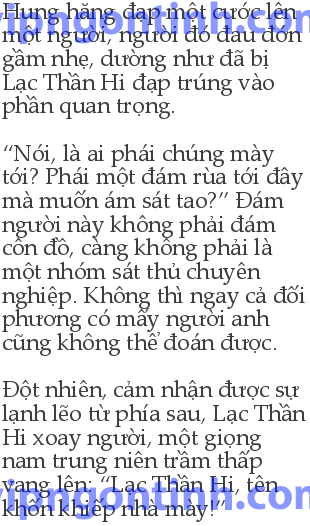 Hung hăng đạp một cước lên
một người, người đó đau đớn
gầm nhẹ, dường như đã bị
Lạc Thần Hi đạp trúng vào
phần quan trọng.
“Nói, là ai phái chúng mày
tới? Phái một đám rùa tới đây
mà muốn ám sát tao?” Đám
người này không phải đám
côn đồ, càng không phải là
một nhóm sát thủ chuyên
nghiệp. Không thì ngay cả đối
phương có mấy người anh
cũng không thể đoán được.
Đột nhiên, cảm nhận được sự
lạnh lẽo từ phía sau, Lạc Thần
Hi xoay người, một giọng
nam trung niên trầm thấp
vang lên: “Lạc Thần Hi, tên
khốn khiếp nhà mày!”
vipngontinh.com
vipngontinh.com